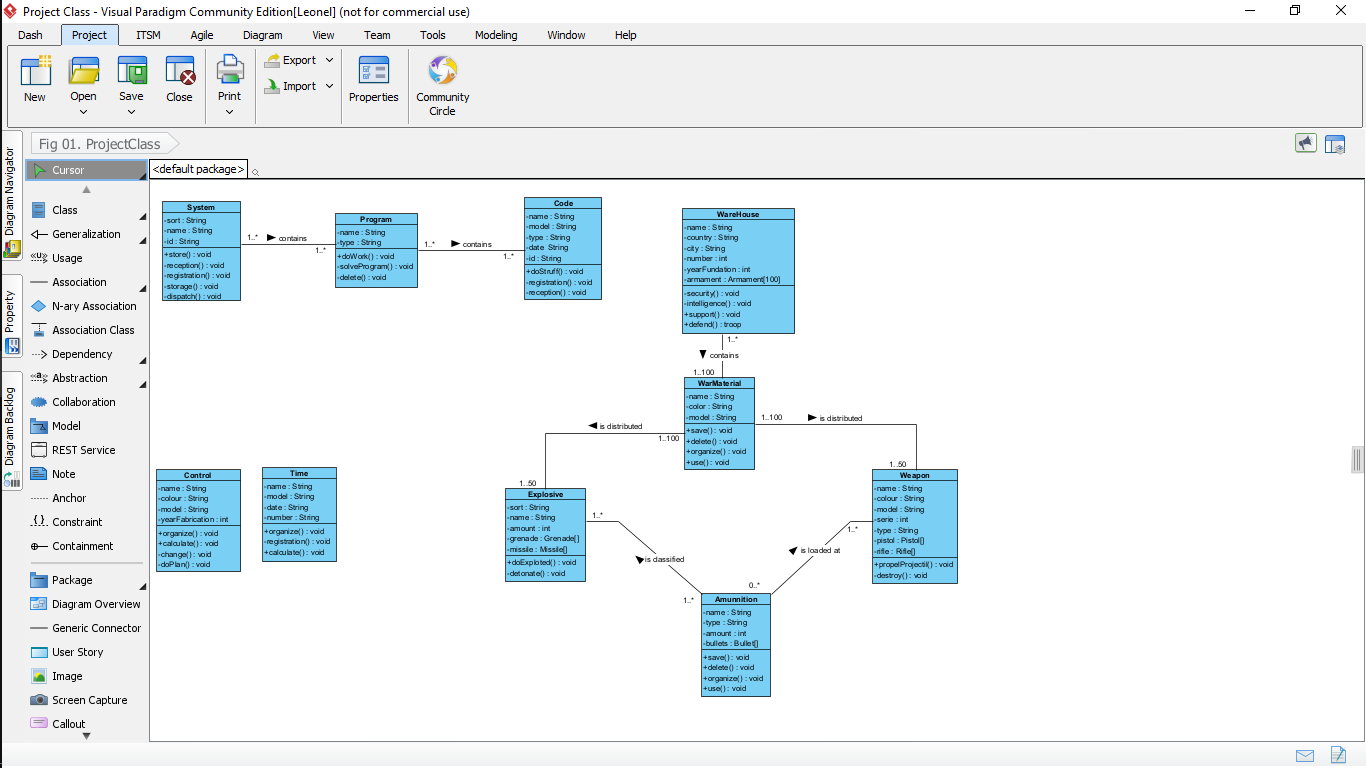 Project Class - Visual Paradigm Community Edition[Leonel] (not for commercial use)
Dash Project ITSM Agile Diagram View Team Tools Modeling Window Help
New
Open
Save
Close
Print
Export
Import
Properties
Community
Circle
Fig 01. ProjectClass
Diagram Navigator
Property
Diagram Backlog
Cursor
Class
Generalization
Usage
Association
N-ary Association
Association Class
Dependency
Abstraction
Collaboration
Model
REST Service
Note
Anchor
Constraint
Containment
Package
Diagram Overview
Generic Connector
User Story
Image
Screen Capture
Callout
<default package>
System
-sort : String
-name : String
-id : String
+store() : void
-reception() : void
-registration() : void
-storage() : void
-dispatch() : void
1..* contains 1..*
Program
-name : String
-type : String
+doWork() : void
-solveProgram() : void
-delete() : void
1..* contains 1..*
Code
-name : String
-model : String
-type : String
-date String
-id : String
+doStruff() : void
-registration() : void
-reception() : void
WareHouse
-name : String
-country : String
-city : String
-number : int
-yearFundation : int
-armament : Armament[100]
-security() : void
-intelligence() : void
+support() : void
+defend() : troop
1..*
contains
1..100
WarMaterial
-name : String
-color : String
-model : String
+save() : void
+delete() : void
+organize() : void
+use() : void
is distributed
1..100
1..50
1..100
is distributed
1..50
Control
-name : String
-colour : String
-model : String
-yearFabrication : int
+organize() : void
+calculate() : void
-change() : void
-doPlan() : void
Time
-name : String
-model : String
-date : String
-number : String
+organize() : void
-registration() : void
+calculate() : void
Explosive
-sort : String
-name : String
-amount : int
-grenade : Grenade[]
-missile : Missile[]
+doExploted() : void
-detonate() : void
1..*
is classified
1..*
Weapon
-name : String
-colour : String
-model : String
-serie : int
-type : String
-pistol : Pistol[]
-rifle : Rifle[]
+propelProjectil() : void
-destroy() : void
1..*
is loaded at
0..*
Amunnition
-name : String
-type : String
-amount : int
-bullets : Bullet[]
+save() : void
+delete() : void
+organize() : void
+use() : void